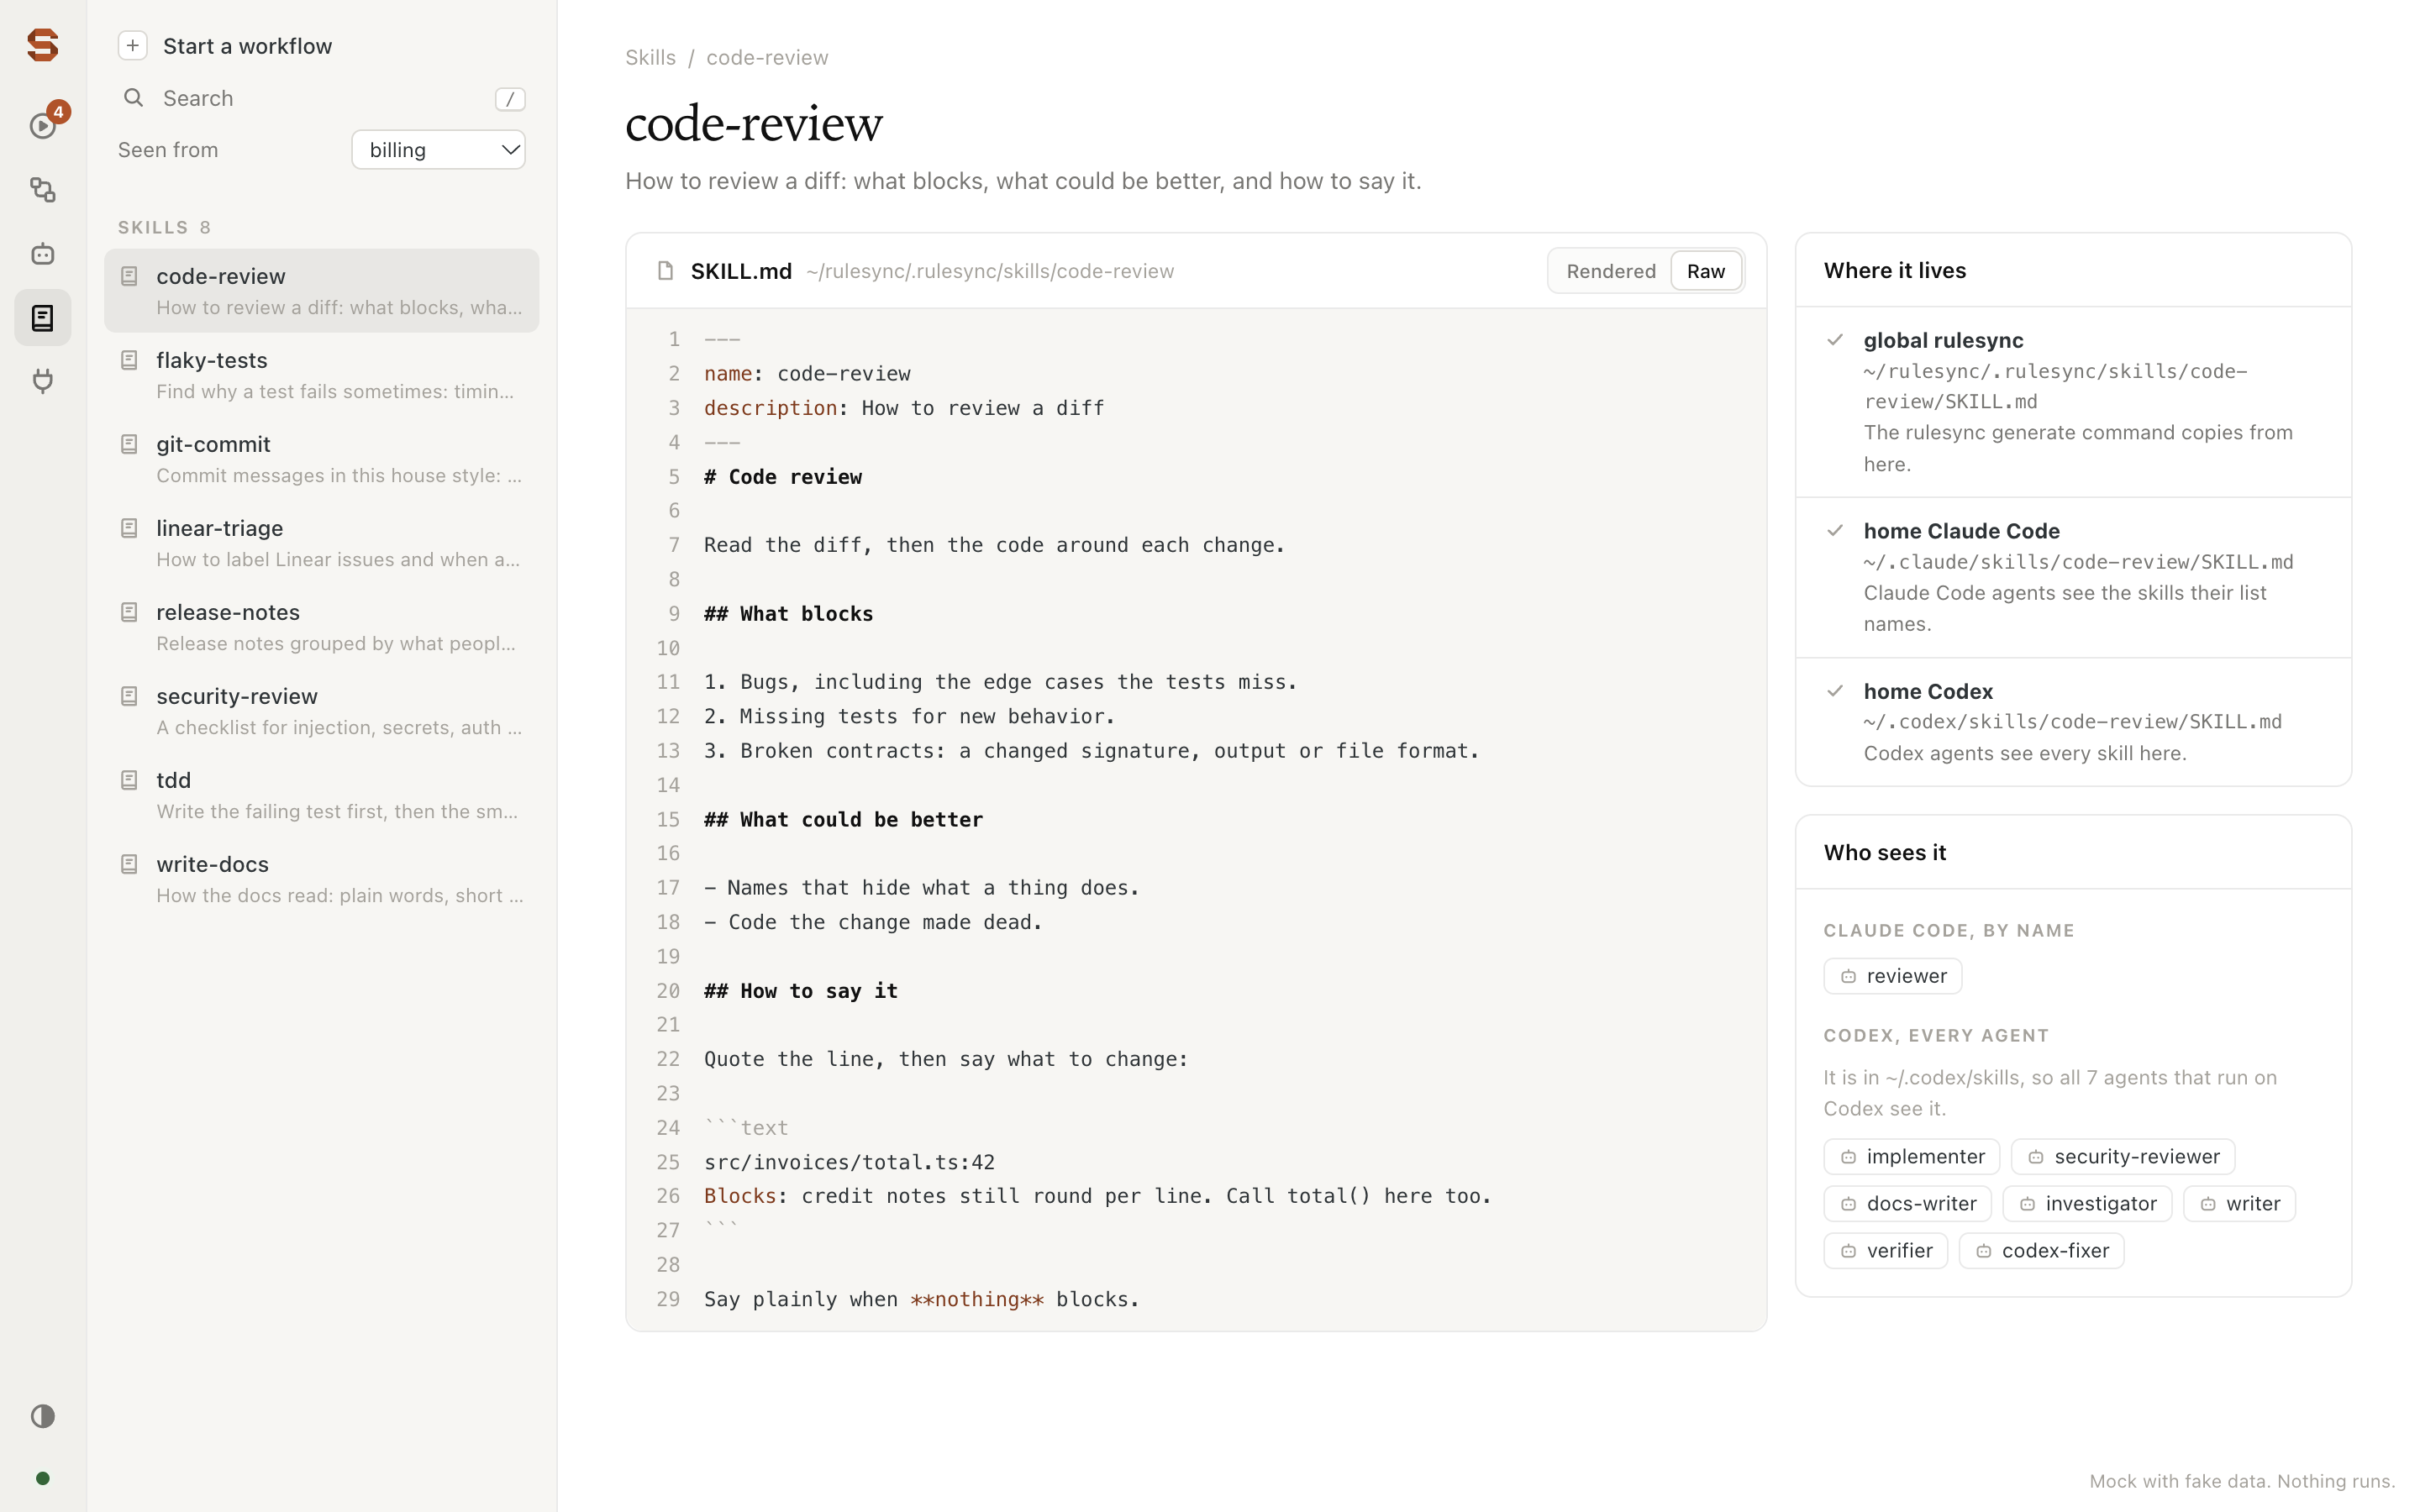 4
Start a workflow
Search /
Seen from billing
SKILLS 8
code-review
How to review a diff: what blocks, wha...
flaky-tests
Find why a test fails sometimes: timin...
git-commit
Commit messages in this house style: ...
linear-triage
How to label Linear issues and when a...
release-notes
Release notes grouped by what peopl...
security-review
A checklist for injection, secrets, auth ...
tdd
Write the failing test first, then the sm...
write-docs
How the docs read: plain words, short ...
Skills / code-review
code-review
How to review a diff: what blocks, what could be better, and how to say it.
SKILL.md ~/rulesync/.rulesync/skills/code-review Rendered Raw
1 ---
2 name: code-review
3 description: How to review a diff
4 ---
5 # Code review
6
7 Read the diff, then the code around each change.
8
9 ## What blocks
10
11 1. Bugs, including the edge cases the tests miss.
12 2. Missing tests for new behavior.
13 3. Broken contracts: a changed signature, output or file format.
14
15 ## What could be better
16
17 - Names that hide what a thing does.
18 - Code the change made dead.
19
20 ## How to say it
21
22 Quote the line, then say what to change:
23
24 ```text
25 src/invoices/total.ts:42
26 Blocks: credit notes still round per line. Call total() here too.
27 ```
28
29 Say plainly when **nothing** blocks.
Where it lives
global rulesync
~/rulesync/.rulesync/skills/code-
review/SKILL.md
The rulesync generate command copies from
here.
home Claude Code
~/.claude/skills/code-review/SKILL.md
Claude Code agents see the skills their list
names.
home Codex
~/.codex/skills/code-review/SKILL.md
Codex agents see every skill here.
Who sees it
CLAUDE CODE, BY NAME
reviewer
CODEX, EVERY AGENT
It is in ~/.codex/skills, so all 7 agents that run on
Codex see it.
implementer security-reviewer
docs-writer investigator writer
verifier codex-fixer
Mock with fake data. Nothing runs.